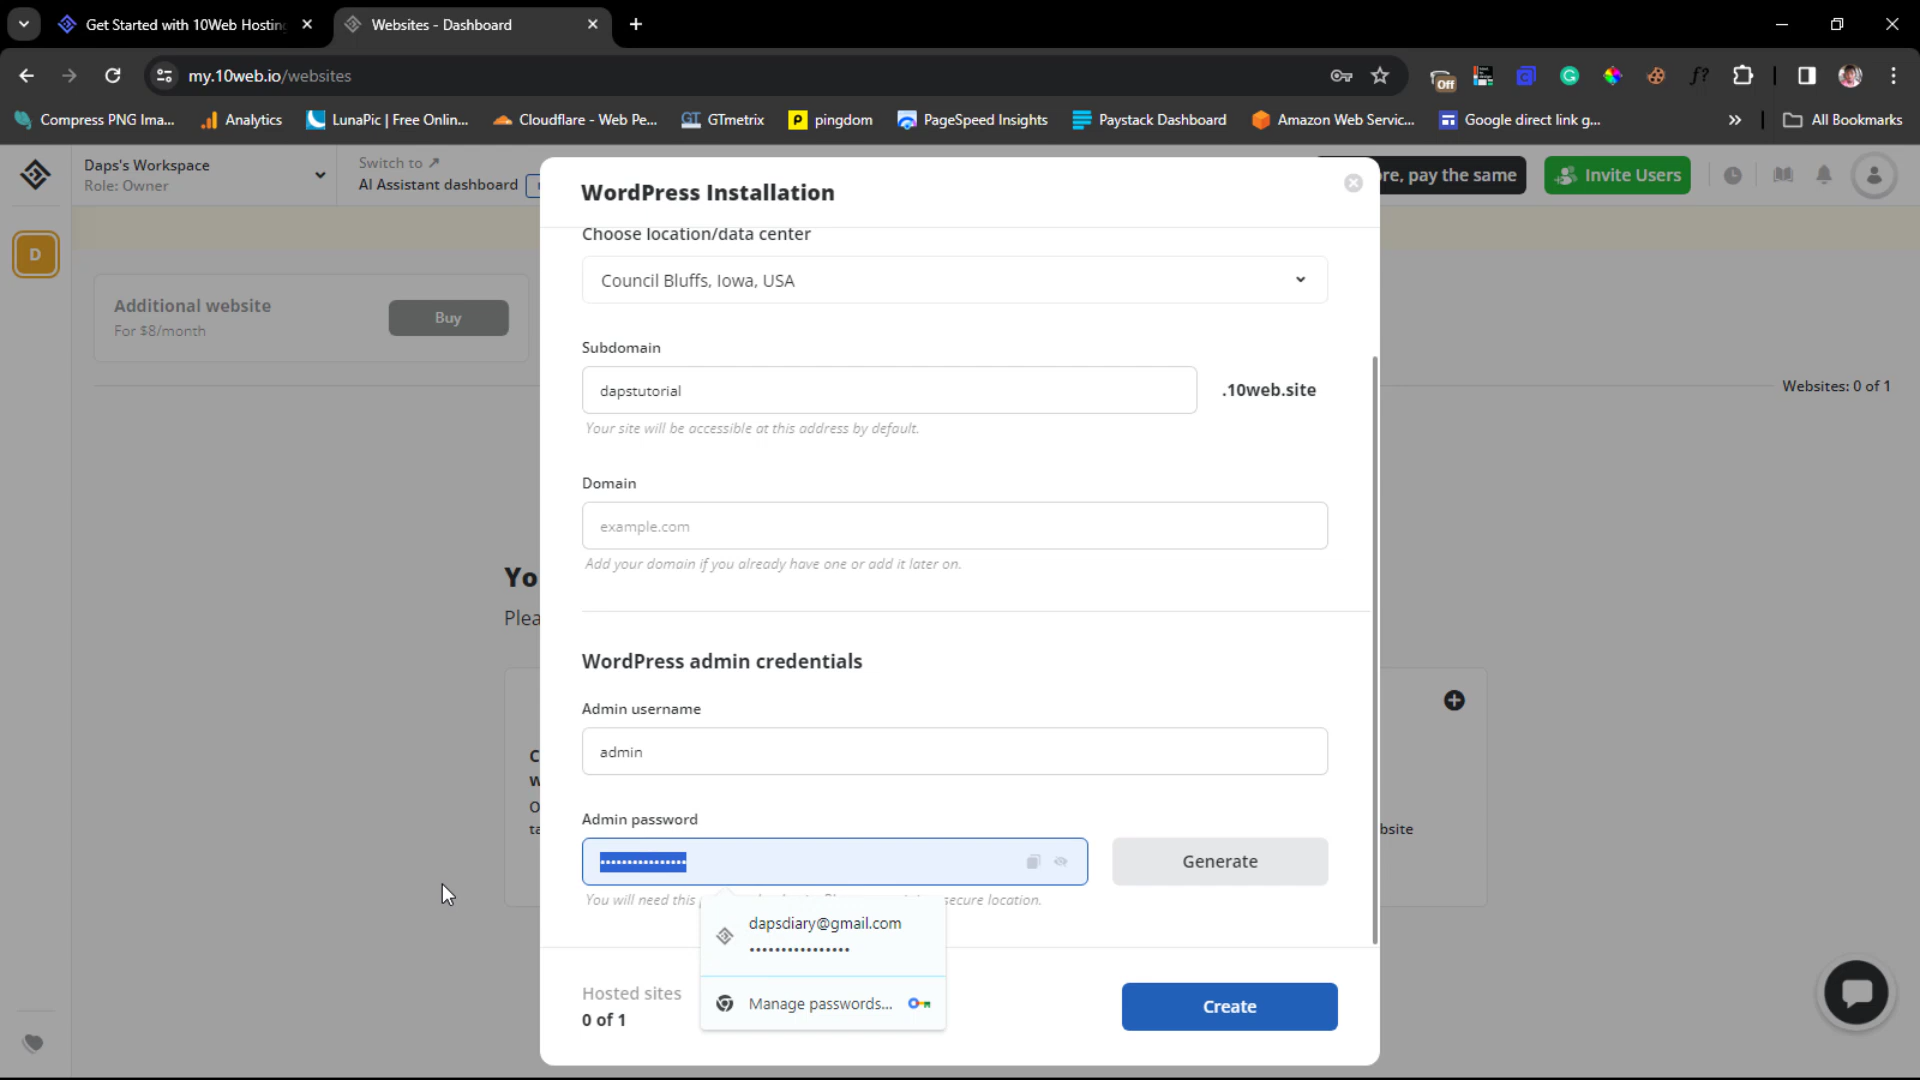 Get Started with 10Web Hostin
Websites - Dashboard
my.10web.io/websites
Off
Compress PNG Ima...
Analytics
LunaPic | Free Onlin...
Cloudflare - Web Pe...
GTmetrix
pingdom
PageSpeed Insights
Paystack Dashboard
Amazon Web Servic...
Google direct link g...
All Bookmarks
Daps's Workspace
Role: Owner
Switch to
AI Assistant dashboard
re, pay the same
Invite Users
D
Additional website
For $8/month
Buy
Websites: 0 of 1
Yo
Plea
bsite
WordPress Installation
Choose location/data center
Council Bluffs, Iowa, USA
Subdomain
dapstutorial
.10web.site
Your site will be accessible at this address by default.
Domain
example.com
Add your domain if you already have one or add it later on.
WordPress admin credentials
Admin username
admin
Admin password
••••••••••••••••
Generate
You will need this
secure location.
dapsdiary@gmail.com
••••••••••••••••
Manage passwords...
Hosted sites
0 of 1
Create